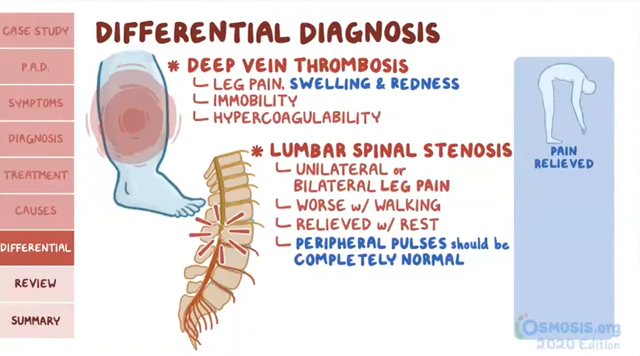 CASE STUDY
P.A.D.
SYMPTOMS
DIAGNOSIS
TREATMENT
CAUSES
DIFFERENTIAL
REVIEW
SUMMARY
DIFFERENTIAL DIAGNOSIS
* DEEP VEIN THROMBOSIS
LEG PAIN, SWELLING & REDNESS
IMMOBILITY
HYPERCOAGULABILITY
* LUMBAR SPINAL STENOSIS
UNILATERAL or
BILATERAL LEG PAIN
WORSE w/ WALKING
RELIEVED w/ REST
PERIPHERAL PULSES should be
COMPLETELY NORMAL
PAIN
RELIEVED
OSMOSIS.org
2020 Edition